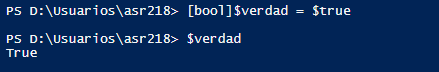 PS D:\Usuarios\asr218> [bool]$verdad = $true
PS D:\Usuarios\asr218> $verdad
True